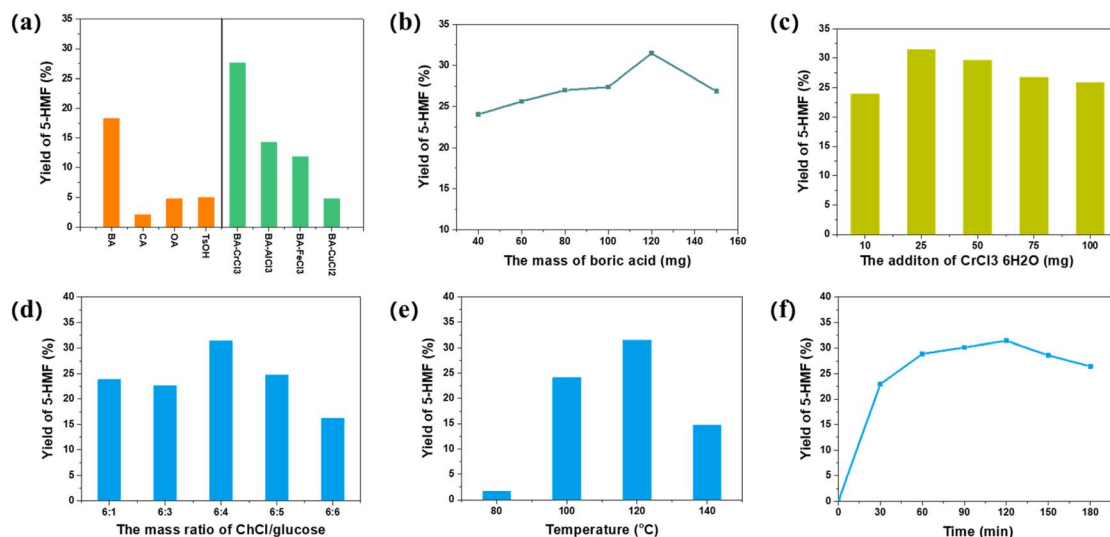 (a)
Yield of 5-HMF (%)
35
30
25
20
15
10
5
0
BA
CA
OA
TsOH
BA-CrCl3
BA-AlCl3
BA-FeCl3
BA-CuCl2
(b)
Yield of 5-HMF (%)
35
30
25
20
15
10
40 60 80 100 120 140 160
The mass of boric acid (mg)
(c)
Yield of 5-HMF (%)
35
30
25
20
15
10
5
0
10 25 50 75 100
The additon of CrCl3 6H2O (mg)
(d)
Yield of 5-HMF (%)
40
35
30
25
20
15
10
5
0
6:1 6:3 6:4 6:5 6:6
The mass ratio of ChCl/glucose
(e)
Yield of 5-HMF (%)
40
35
30
25
20
15
10
5
0
80 100 120 140
Temperature (°C)
(f)
Yield of 5-HMF (%)
40
35
30
25
20
15
10
5
0
0 30 60 90 120 150 180
Time (min)